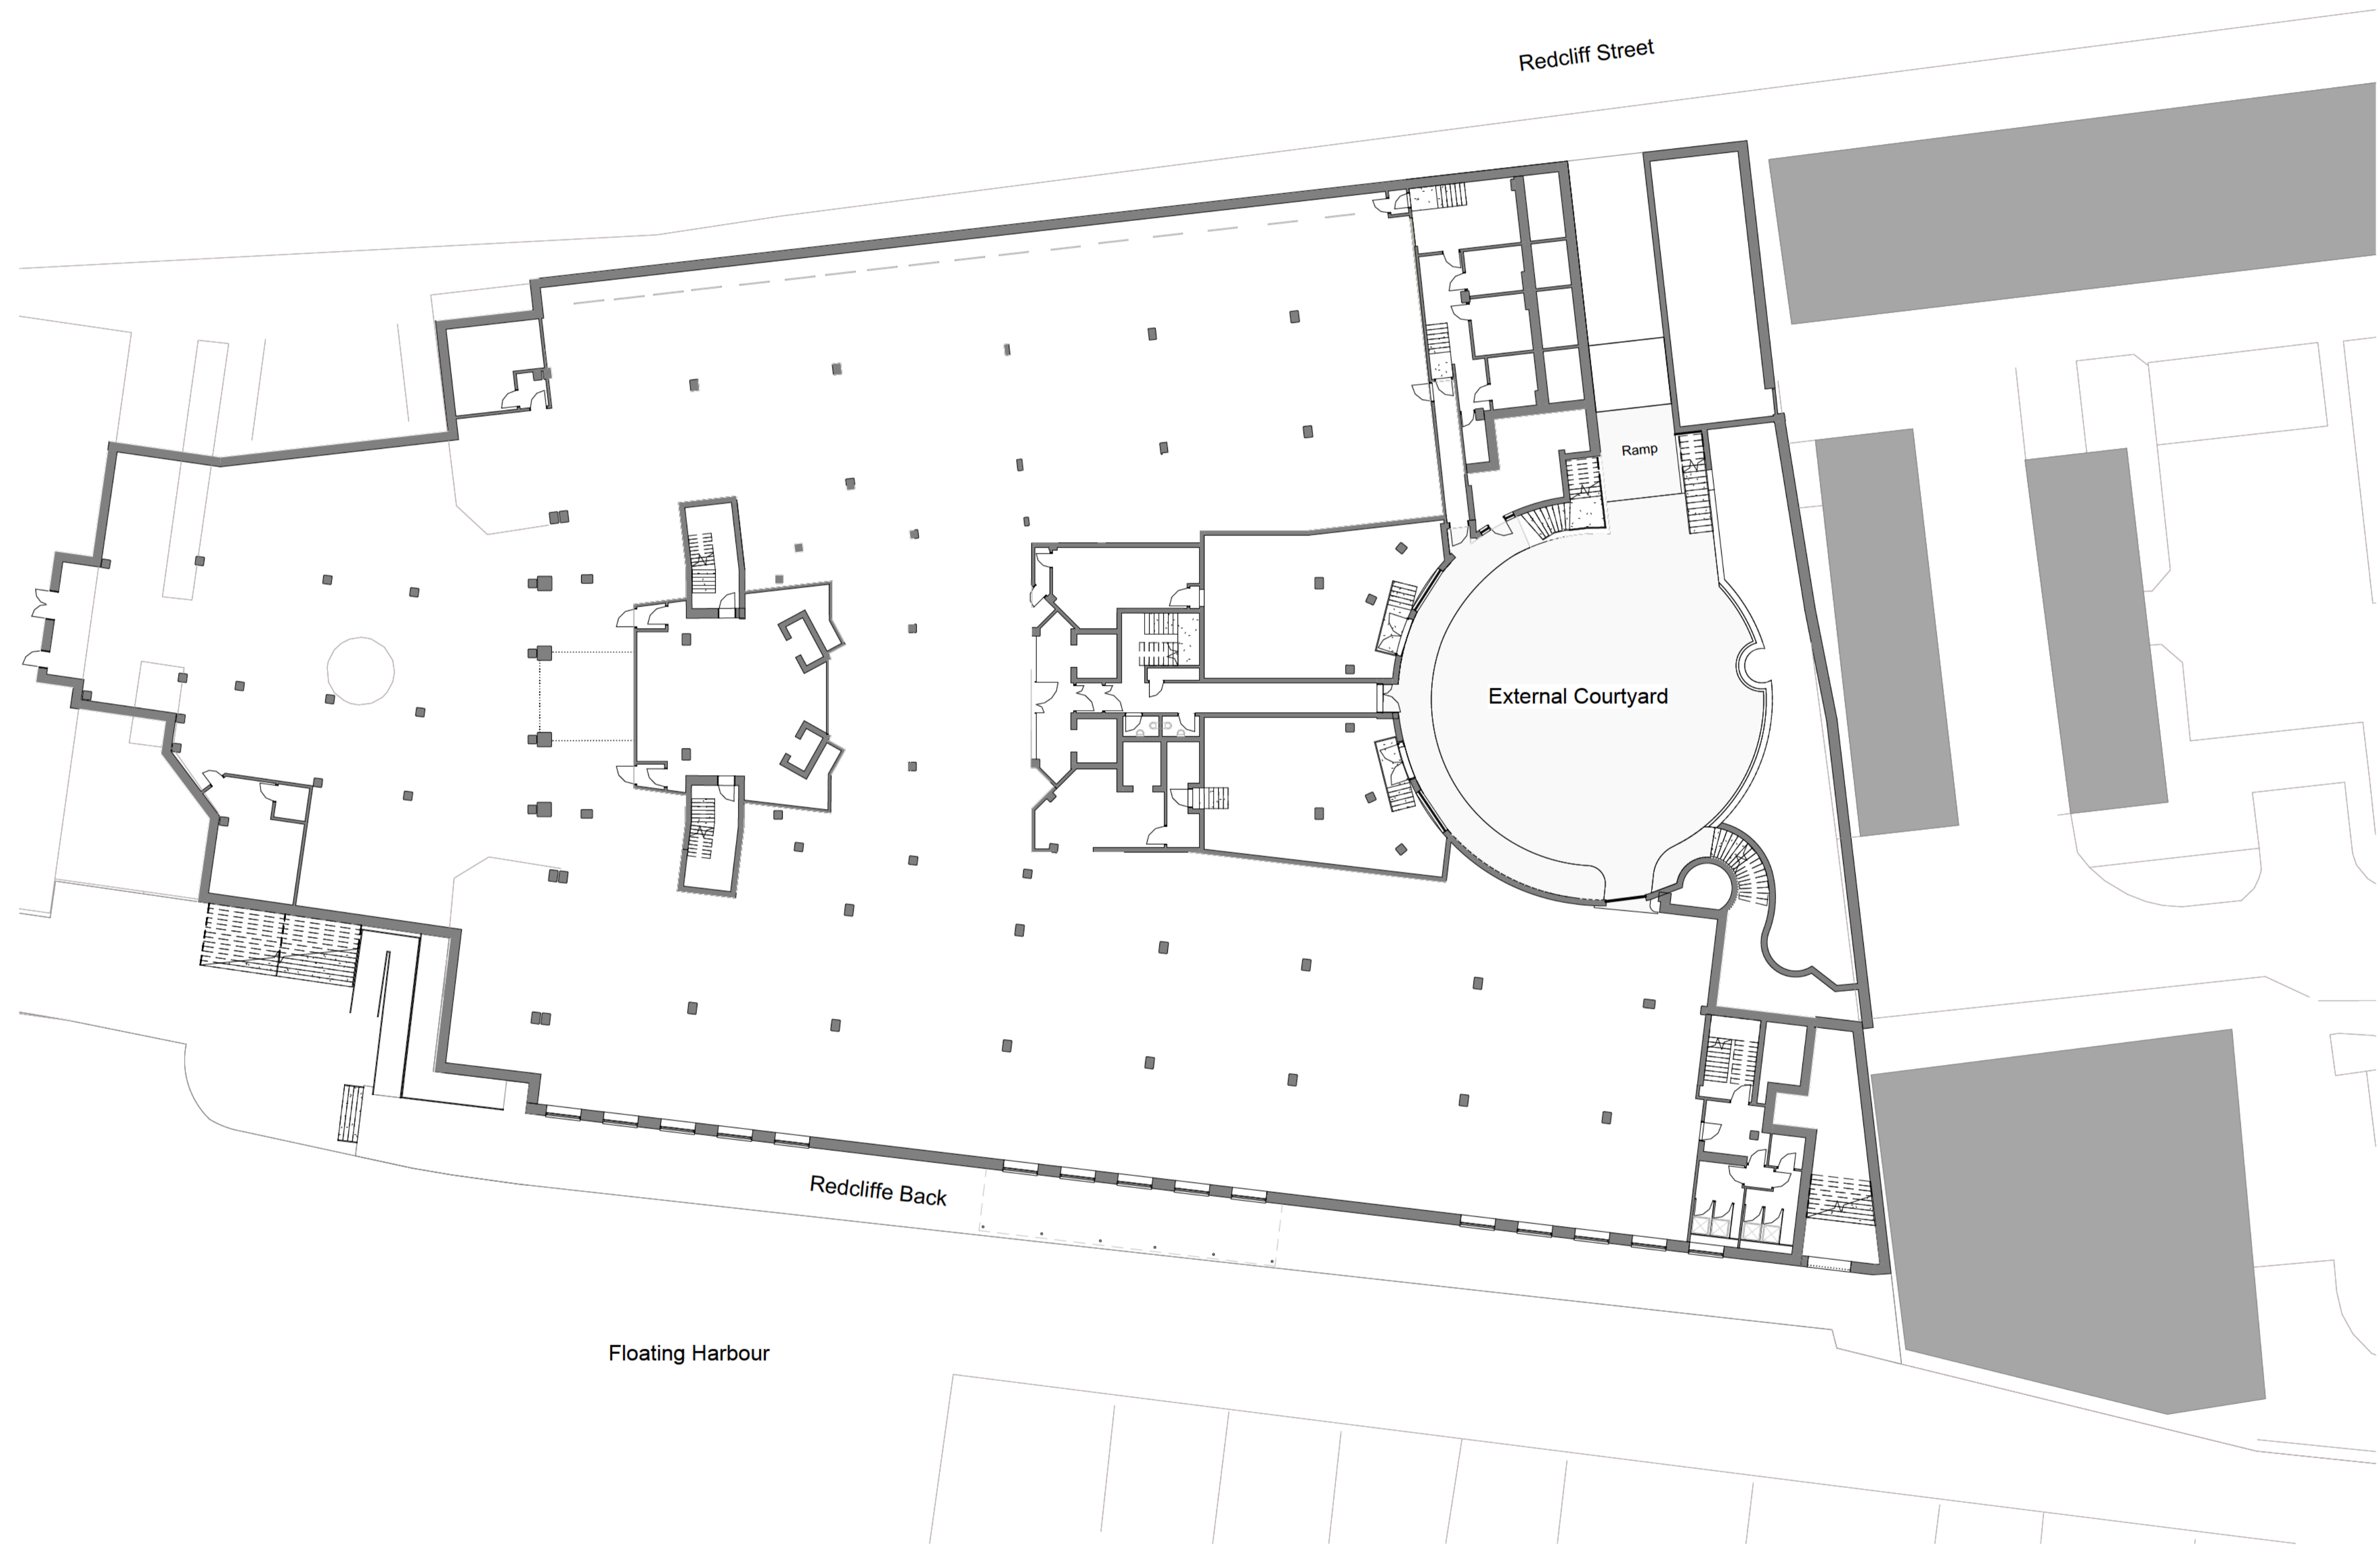 Redcliff Street
Ramp
External Courtyard
Redcliffe Back
Floating Harbour